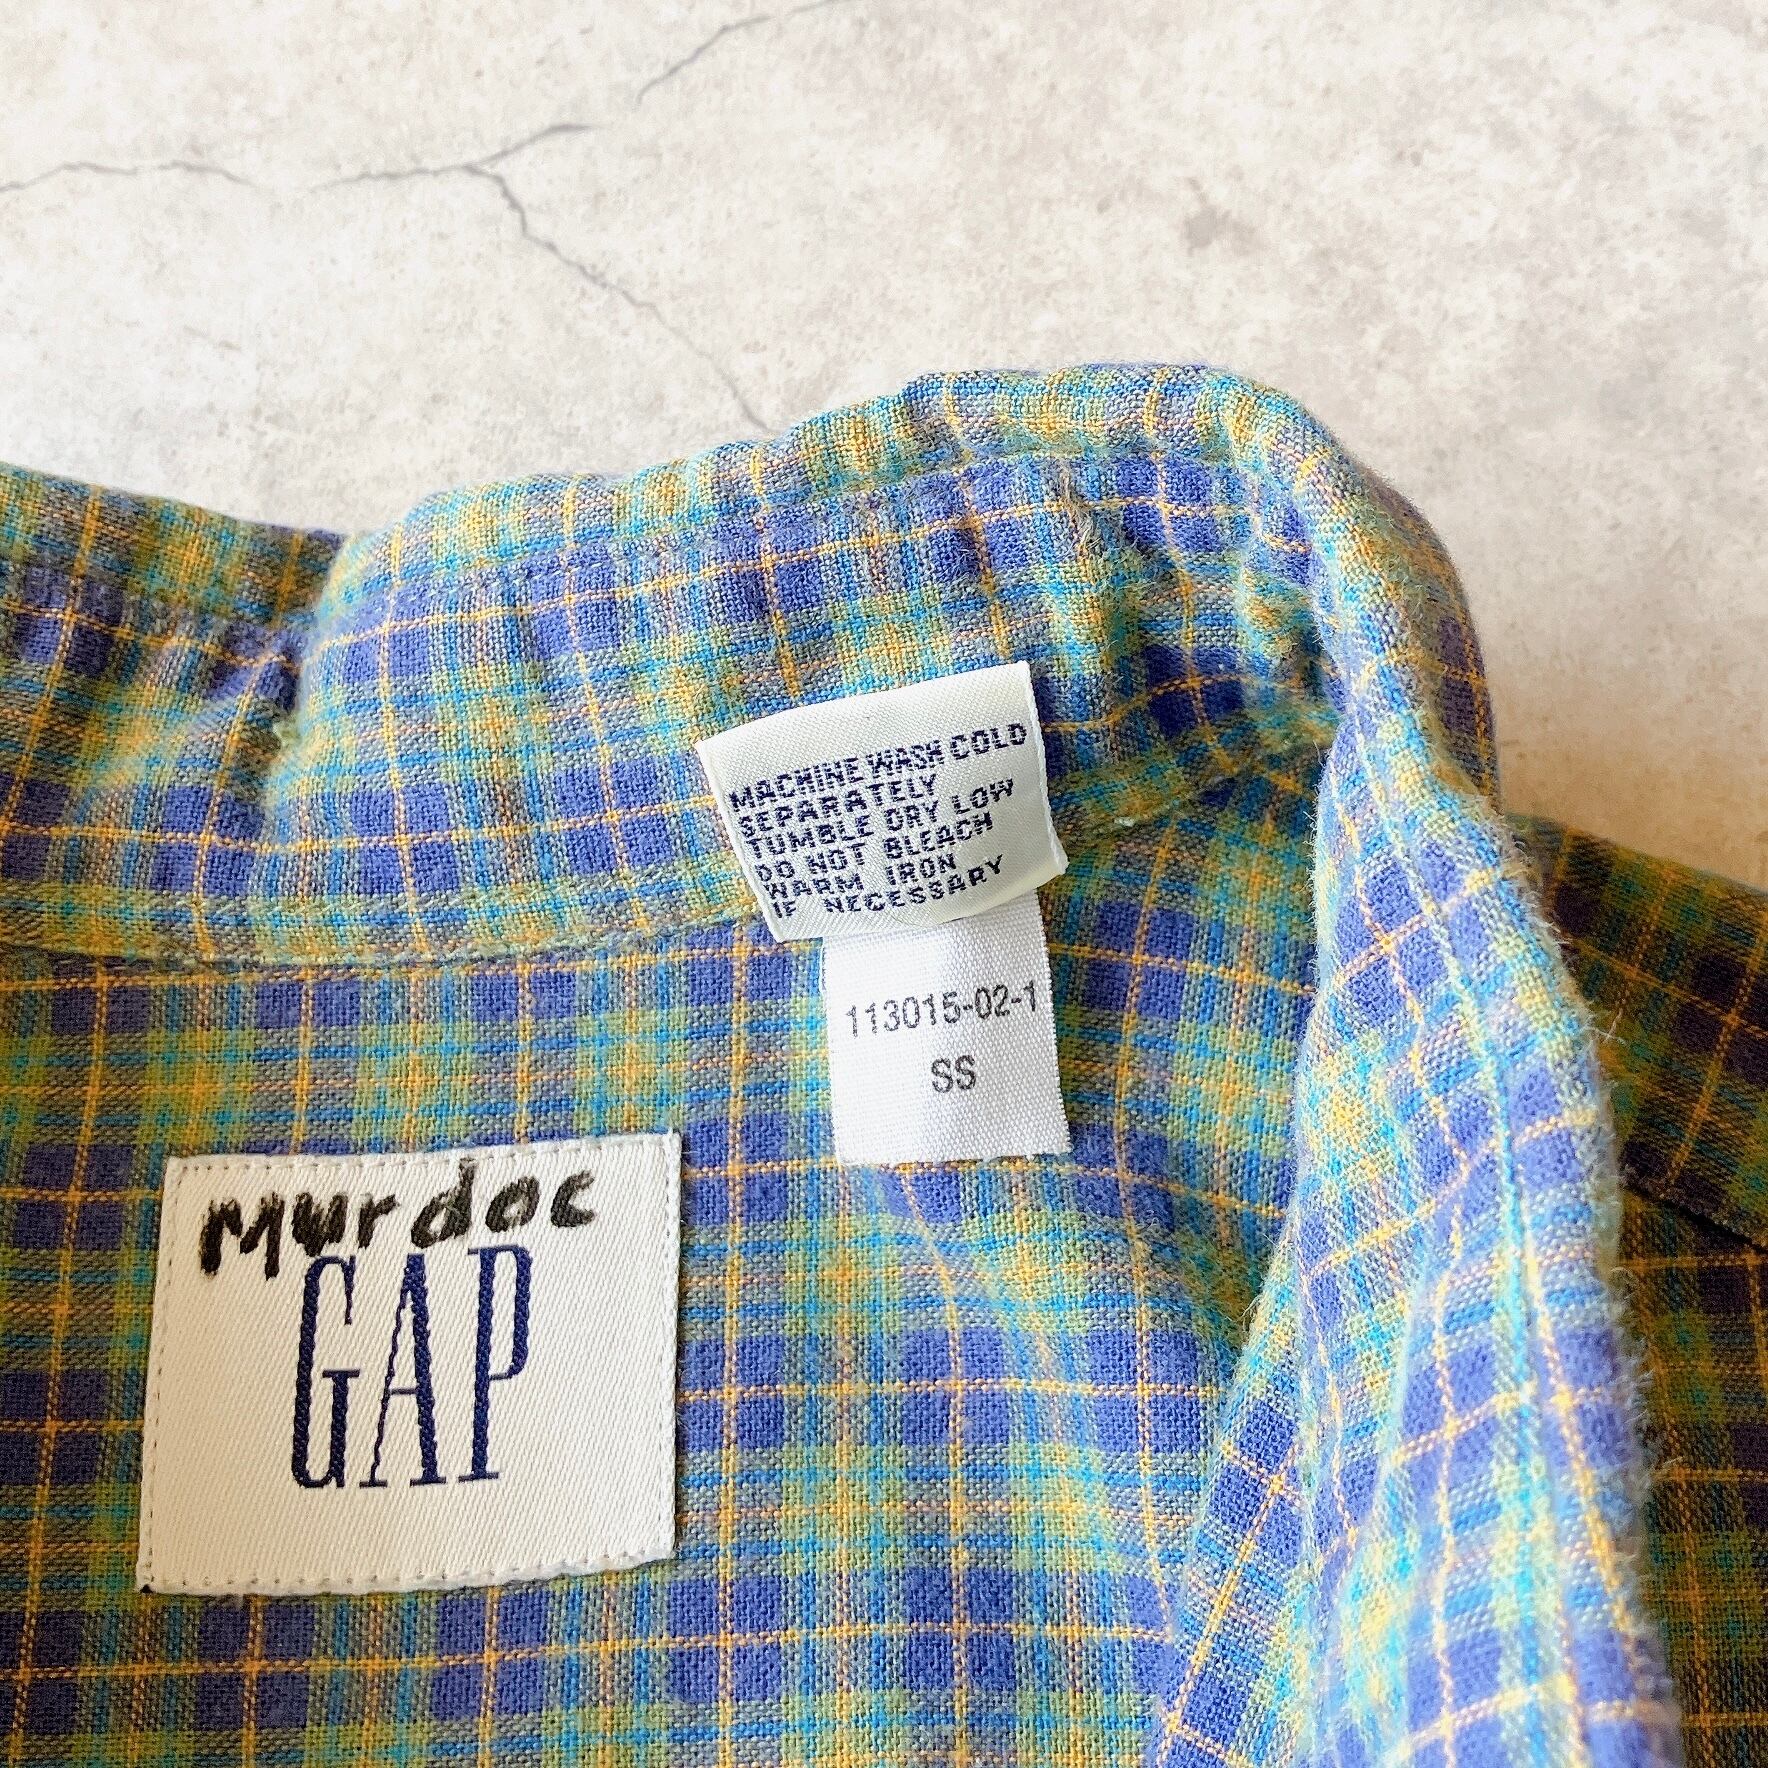 MACHINE WASH COLD
SEPARATELY
TUMBLE DRY LOW
DO NOT BLEACH
WARM IRON
IF NECESSARY
113015-02-1
SS
Murdoc
GAP